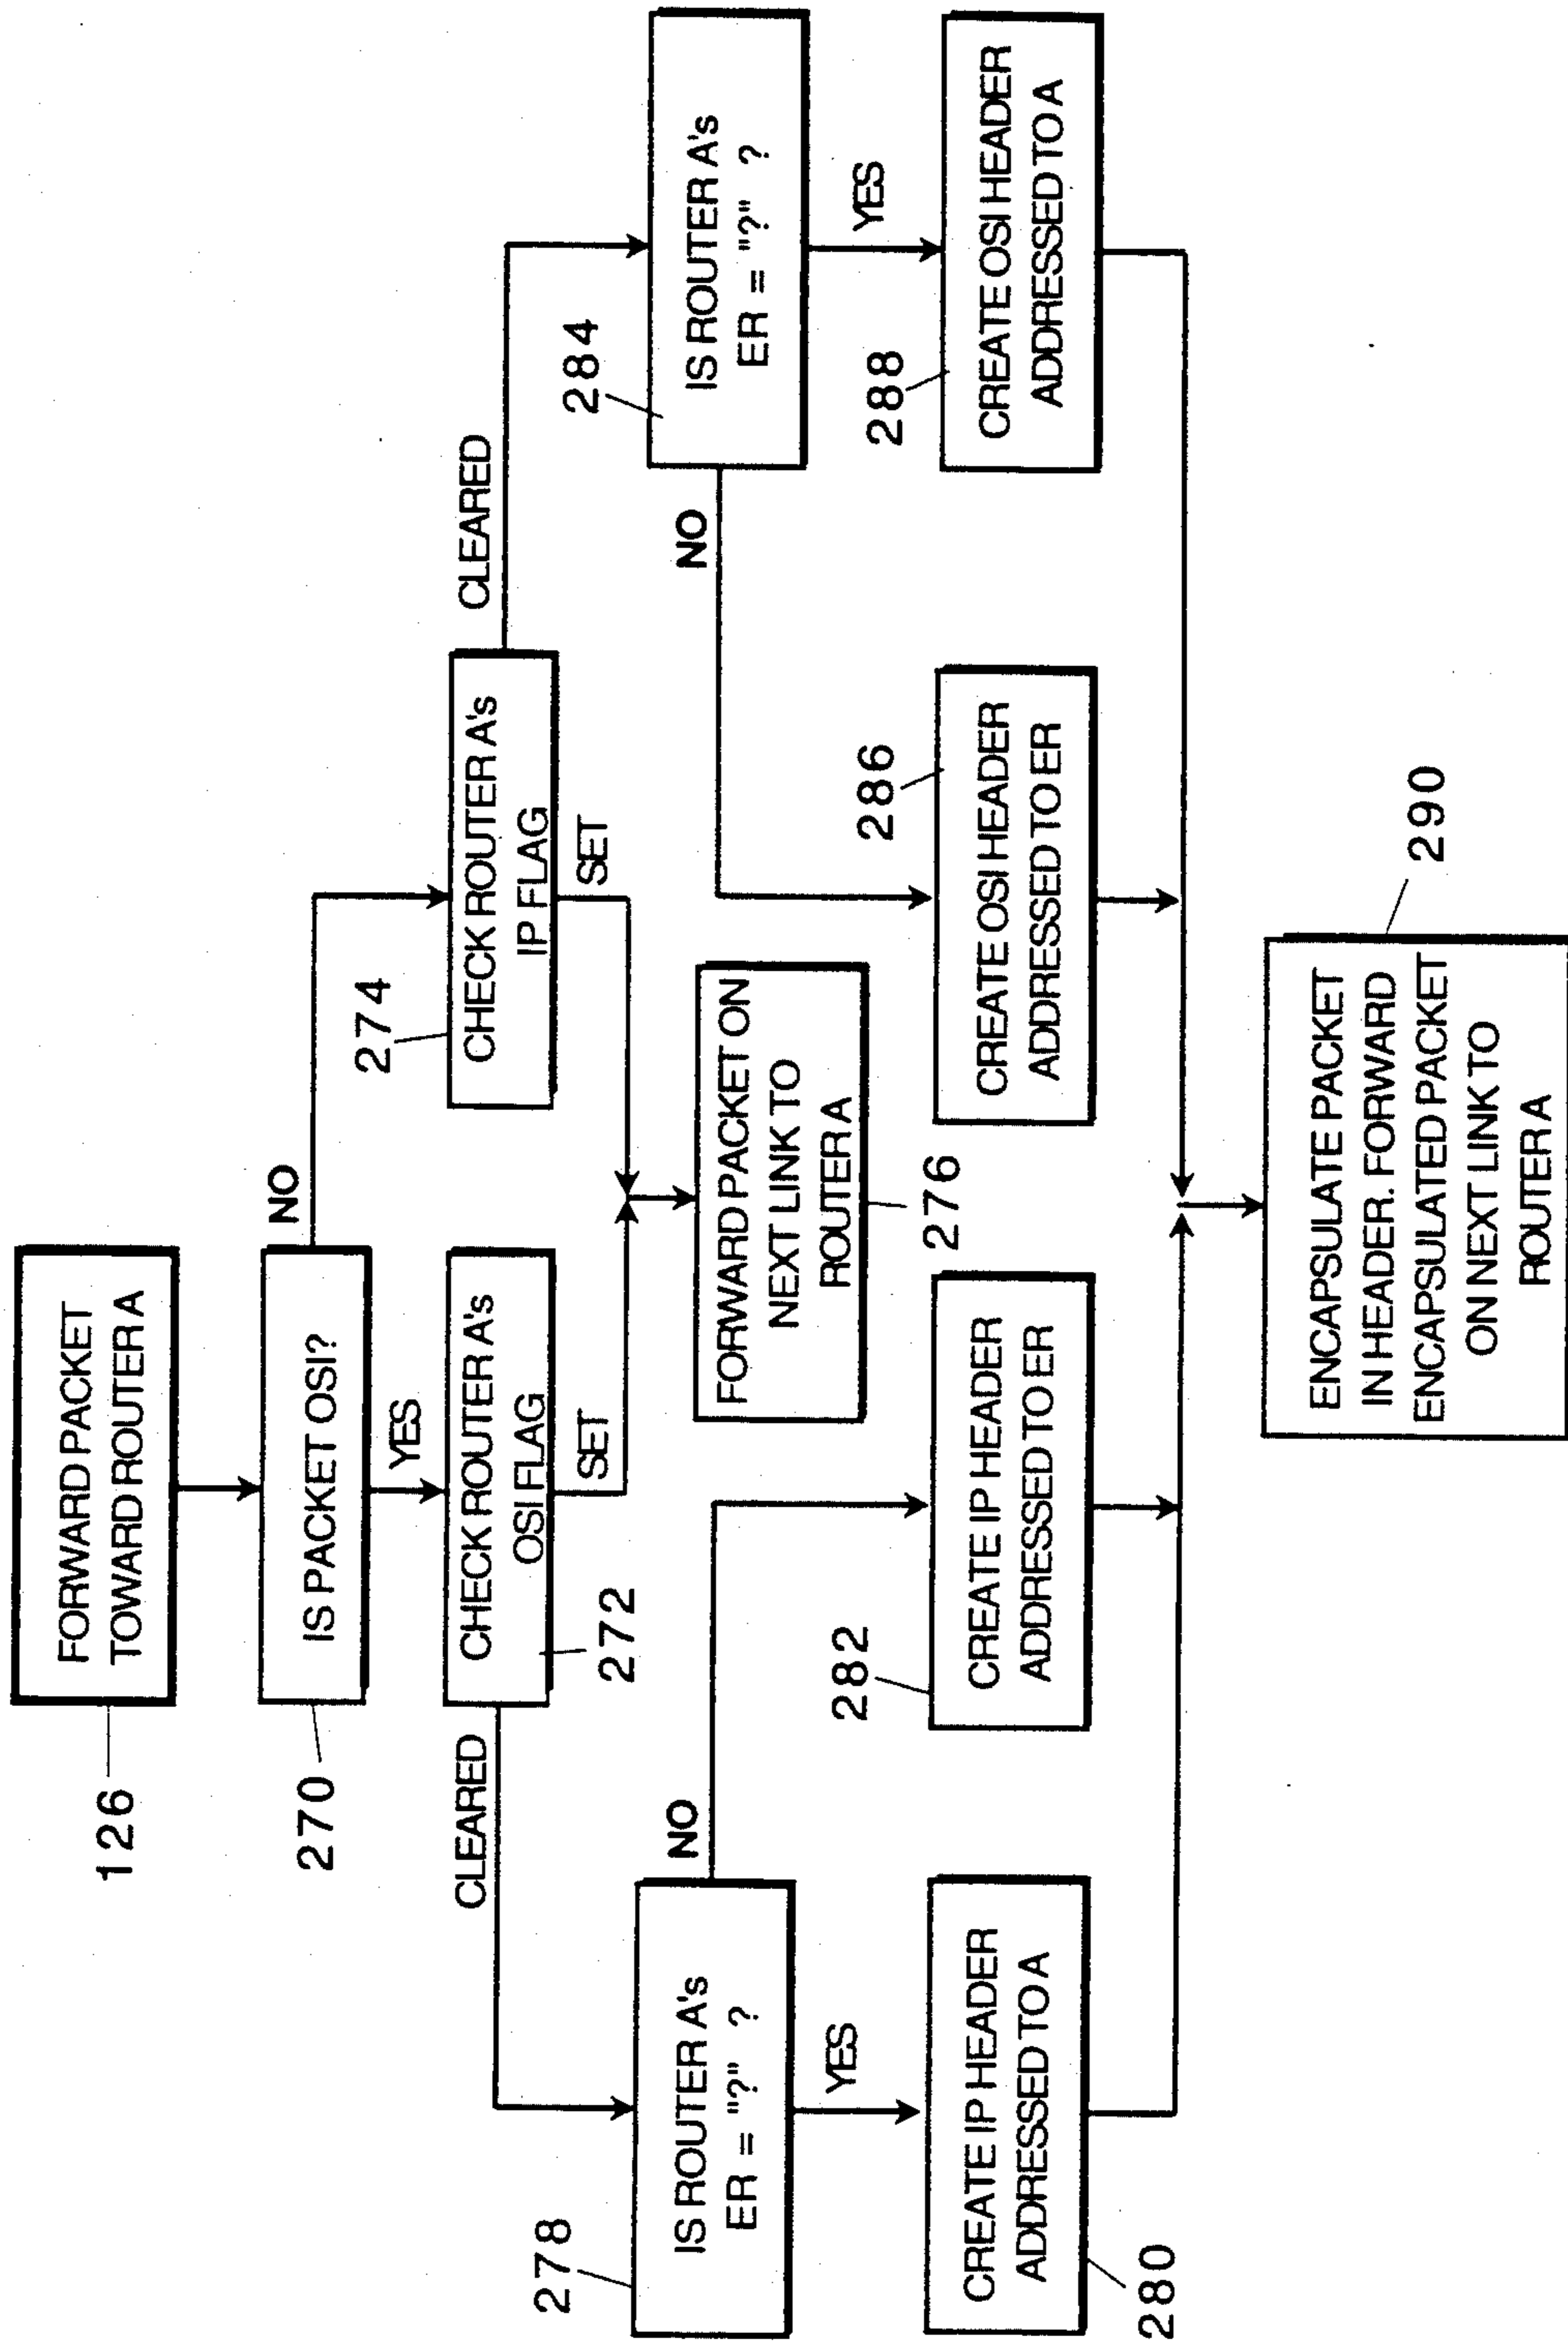 126
FORWARD PACKET
TOWARD ROUTER A
270
IS PACKET OSI?
NO
YES
CHECK ROUTER A's
OSI FLAG
272
CLEARED
SET
274
CHECK ROUTER A's
IP FLAG
CLEARED
SET
278
IS ROUTER A's
ER = "?" ?
NO
YES
FORWARD PACKET ON
NEXT LINK TO
ROUTER A
276
284
IS ROUTER A's
ER = "?" ?
NO
YES
280
CREATE IP HEADER
ADDRESSED TO A
282
CREATE IP HEADER
ADDRESSED TO ER
286
CREATE OSI HEADER
ADDRESSED TO ER
288
CREATE OSI HEADER
ADDRESSED TO A
290
ENCAPSULATE PACKET
IN HEADER. FORWARD
ENCAPSULATED PACKET
ON NEXT LINK TO
ROUTER A